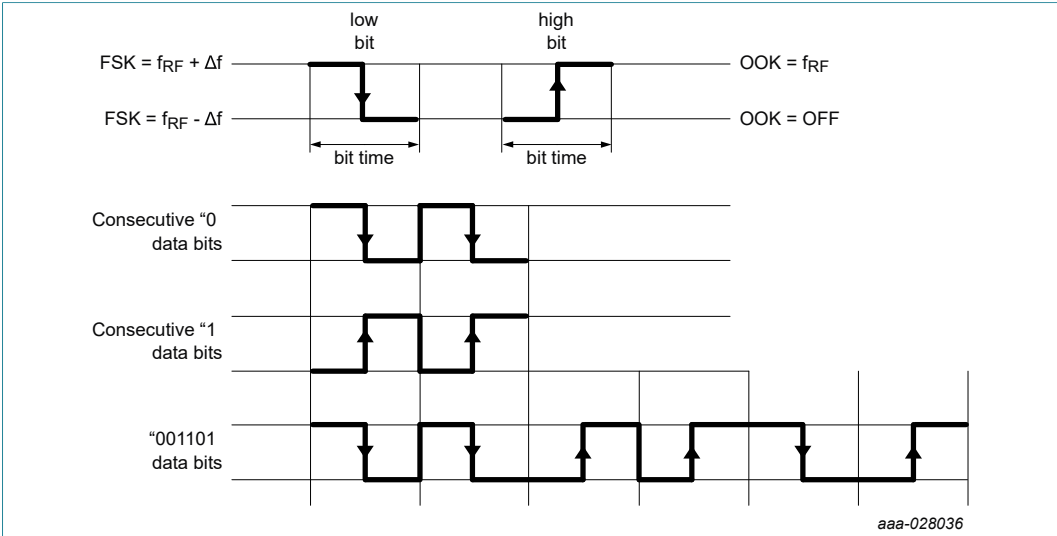 low
bit
high
bit
FSK = fRF + Δf
OOK = fRF
FSK = fRF - Δf
OOK = OFF
bit time
bit time
Consecutive “0
data bits
Consecutive “1
data bits
“001101
data bits
aaa-028036